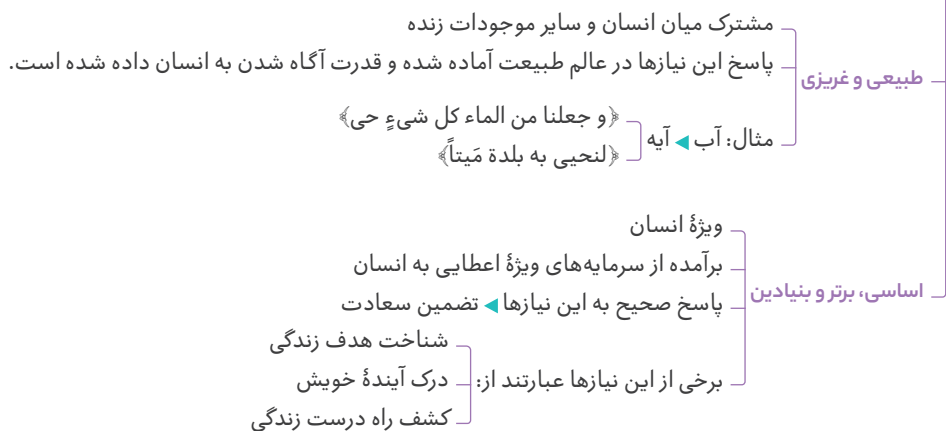 طبیعی و غریزی
مشترک میان انسان و سایر موجودات زنده
پاسخ این نیازها در عالم طبیعت آماده شده و قدرت آگاه شدن به انسان داده شده است.
مثال: آب ◀ آیه
﴿و جعلنا من الماء کل شیءٍ حی﴾
﴿لنحیی به بلدة مَیتاً﴾
اساسی، برتر و بنیادین
ویژهٔ انسان
برآمده از سرمایه‌های ویژهٔ اعطایی به انسان
پاسخ صحیح به این نیازها ◀ تضمین سعادت
برخی از این نیازها عبارتند از:
شناخت هدف زندگی
درک آیندهٔ خویش
کشف راه درست زندگی